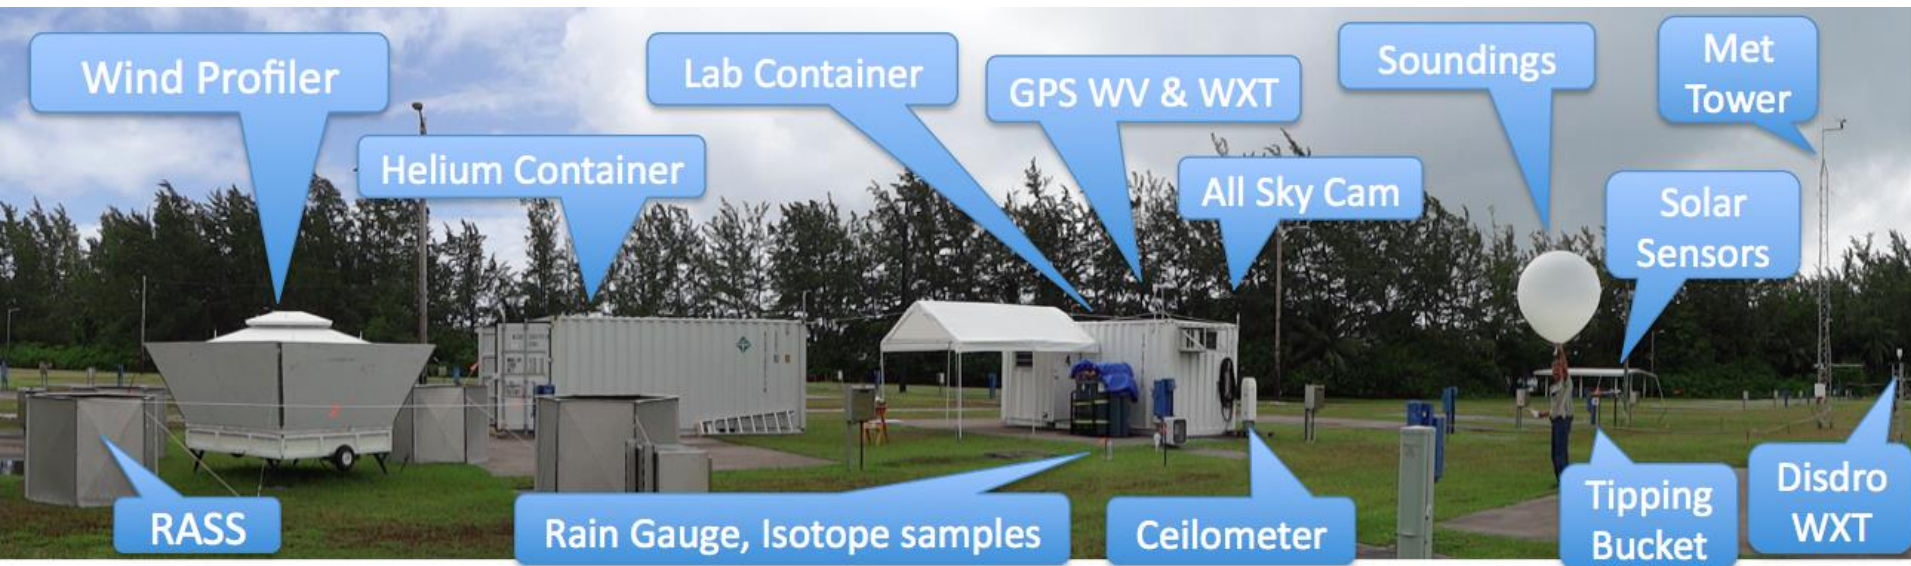 Wind Profiler
Helium Container
Lab Container
GPS WV & WXT
All Sky Cam
Soundings
Met
Tower
Solar
Sensors
RASS
Rain Gauge, Isotope samples
Ceilometer
Tipping
Bucket
Disdro
WXT